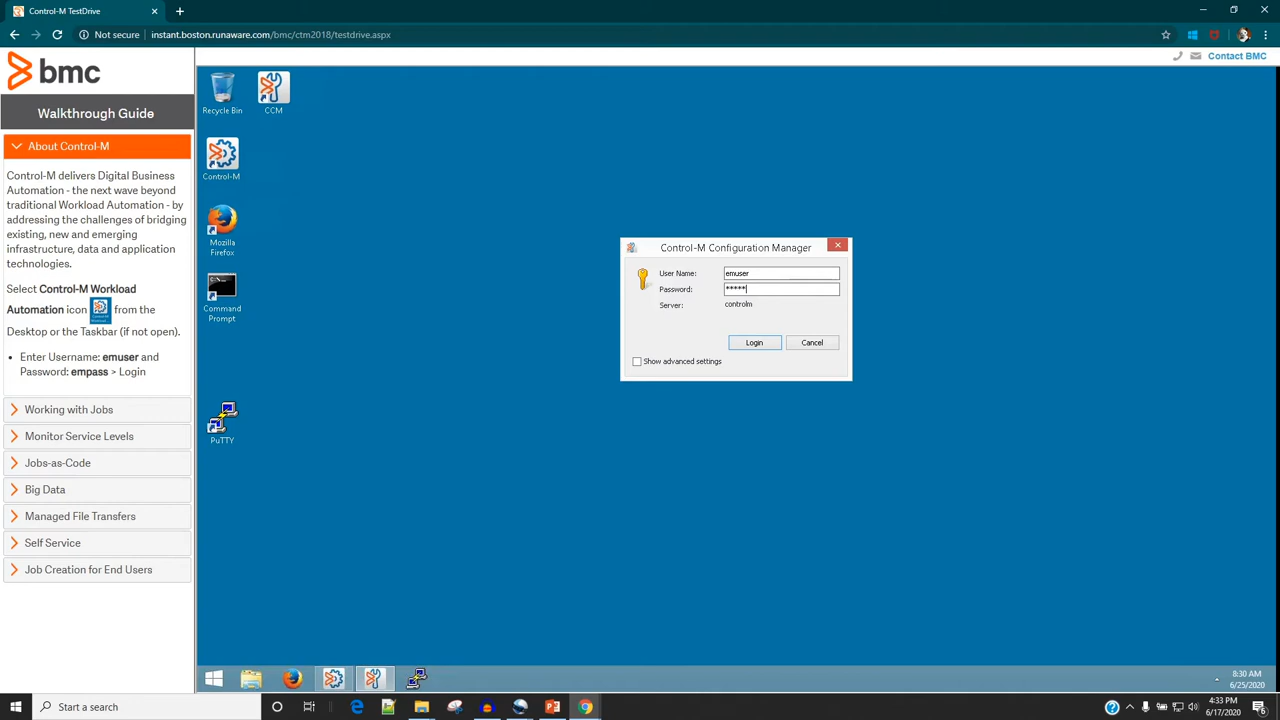 Control-M TestDrive
Not secure
instant.boston.runaware.com/bmc/ctm2018/testdrive.aspx
Contact BMC
bmc
Walkthrough Guide
About Control-M
Control-M delivers Digital Business
Automation - the next wave beyond
traditional Workload Automation - by
addressing the challenges of bridging
existing, new and emerging
infrastructure, data and application
technologies.
Select Control-M Workload
Automation icon from the
Desktop or the Taskbar (if not open).
• Enter Username: emuser and
Password: empass > Login
Working with Jobs
Monitor Service Levels
Jobs-as-Code
Big Data
Managed File Transfers
Self Service
Job Creation for End Users
Recycle Bin
CCM
Control-M
Mozilla
Firefox
Command
Prompt
PuTTY
Control-M Configuration Manager
User Name: emuser
Password: *****
Server: controlm
Login
Cancel
Show advanced settings
8:30 AM
6/25/2020
Start a search
4:33 PM
6/17/2020